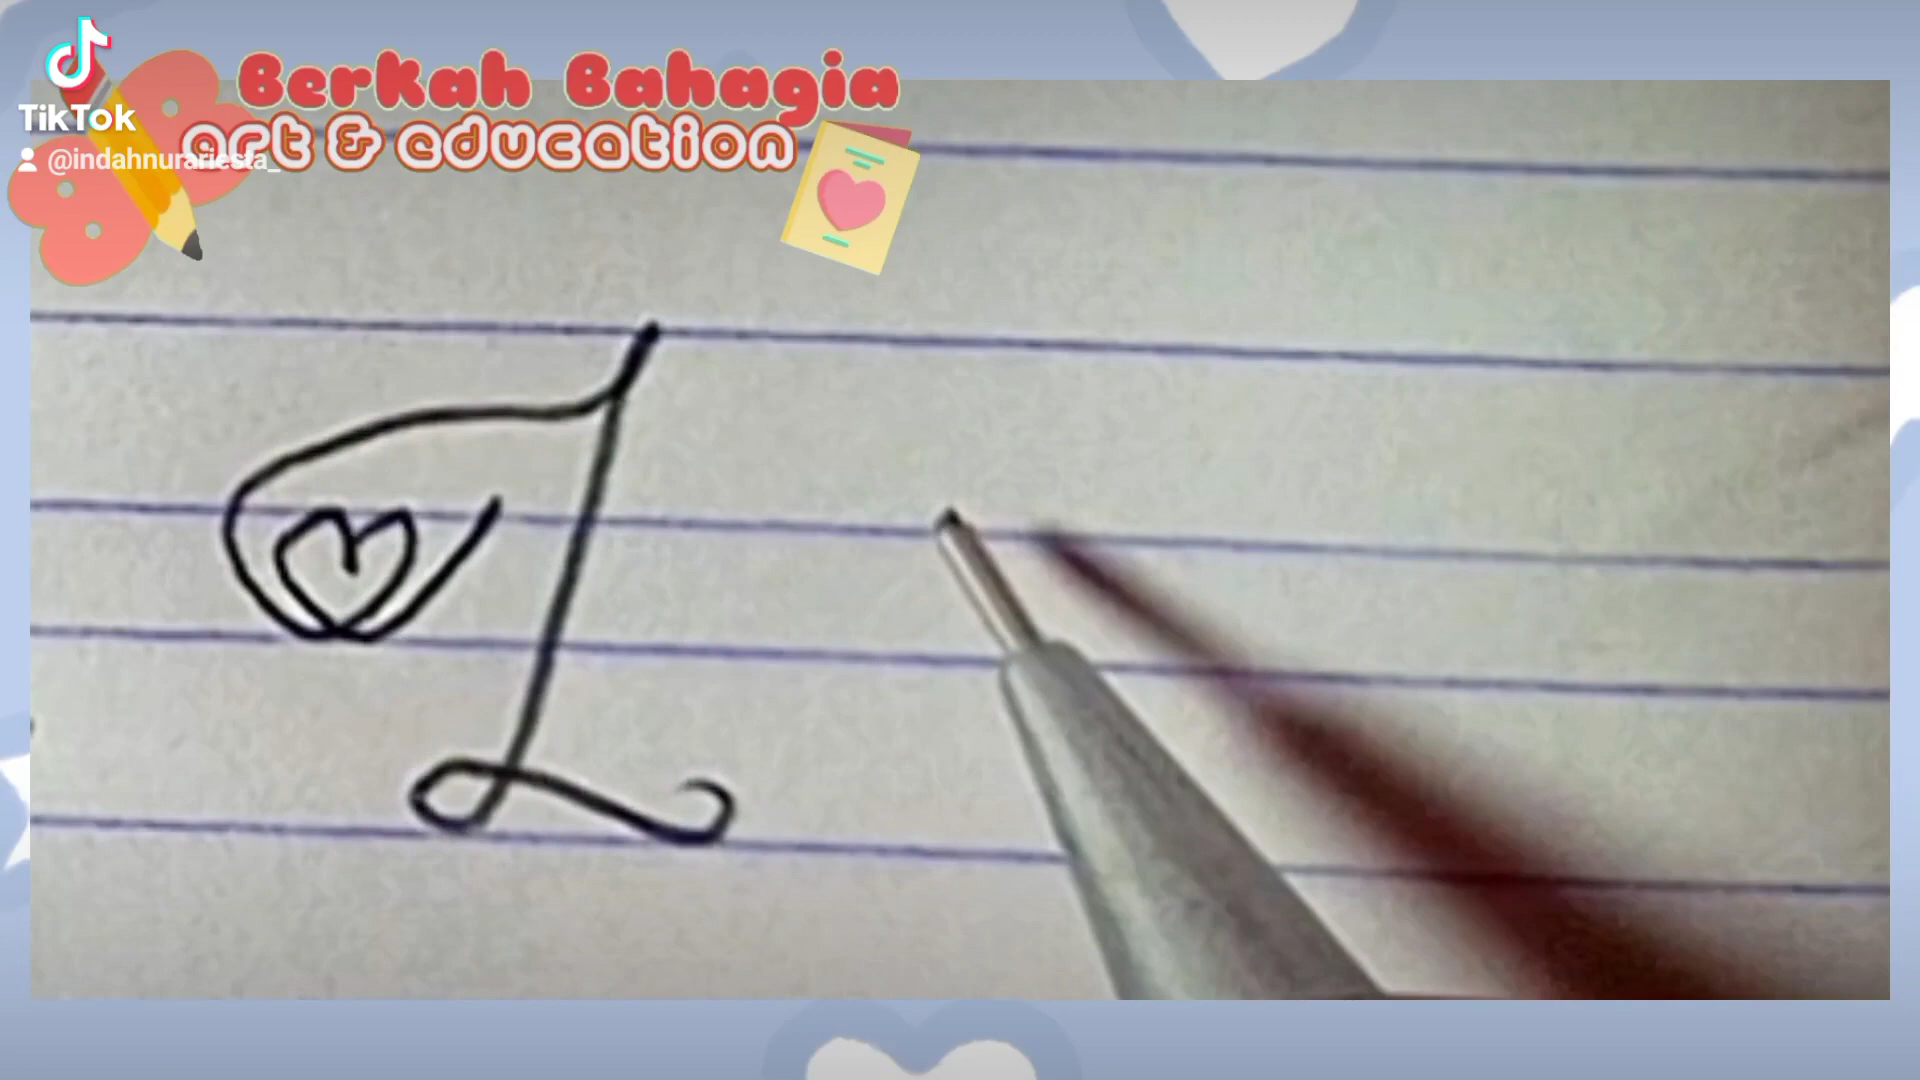 TikTok
@indahnurariesta_
Berkah Bahagia
art & education